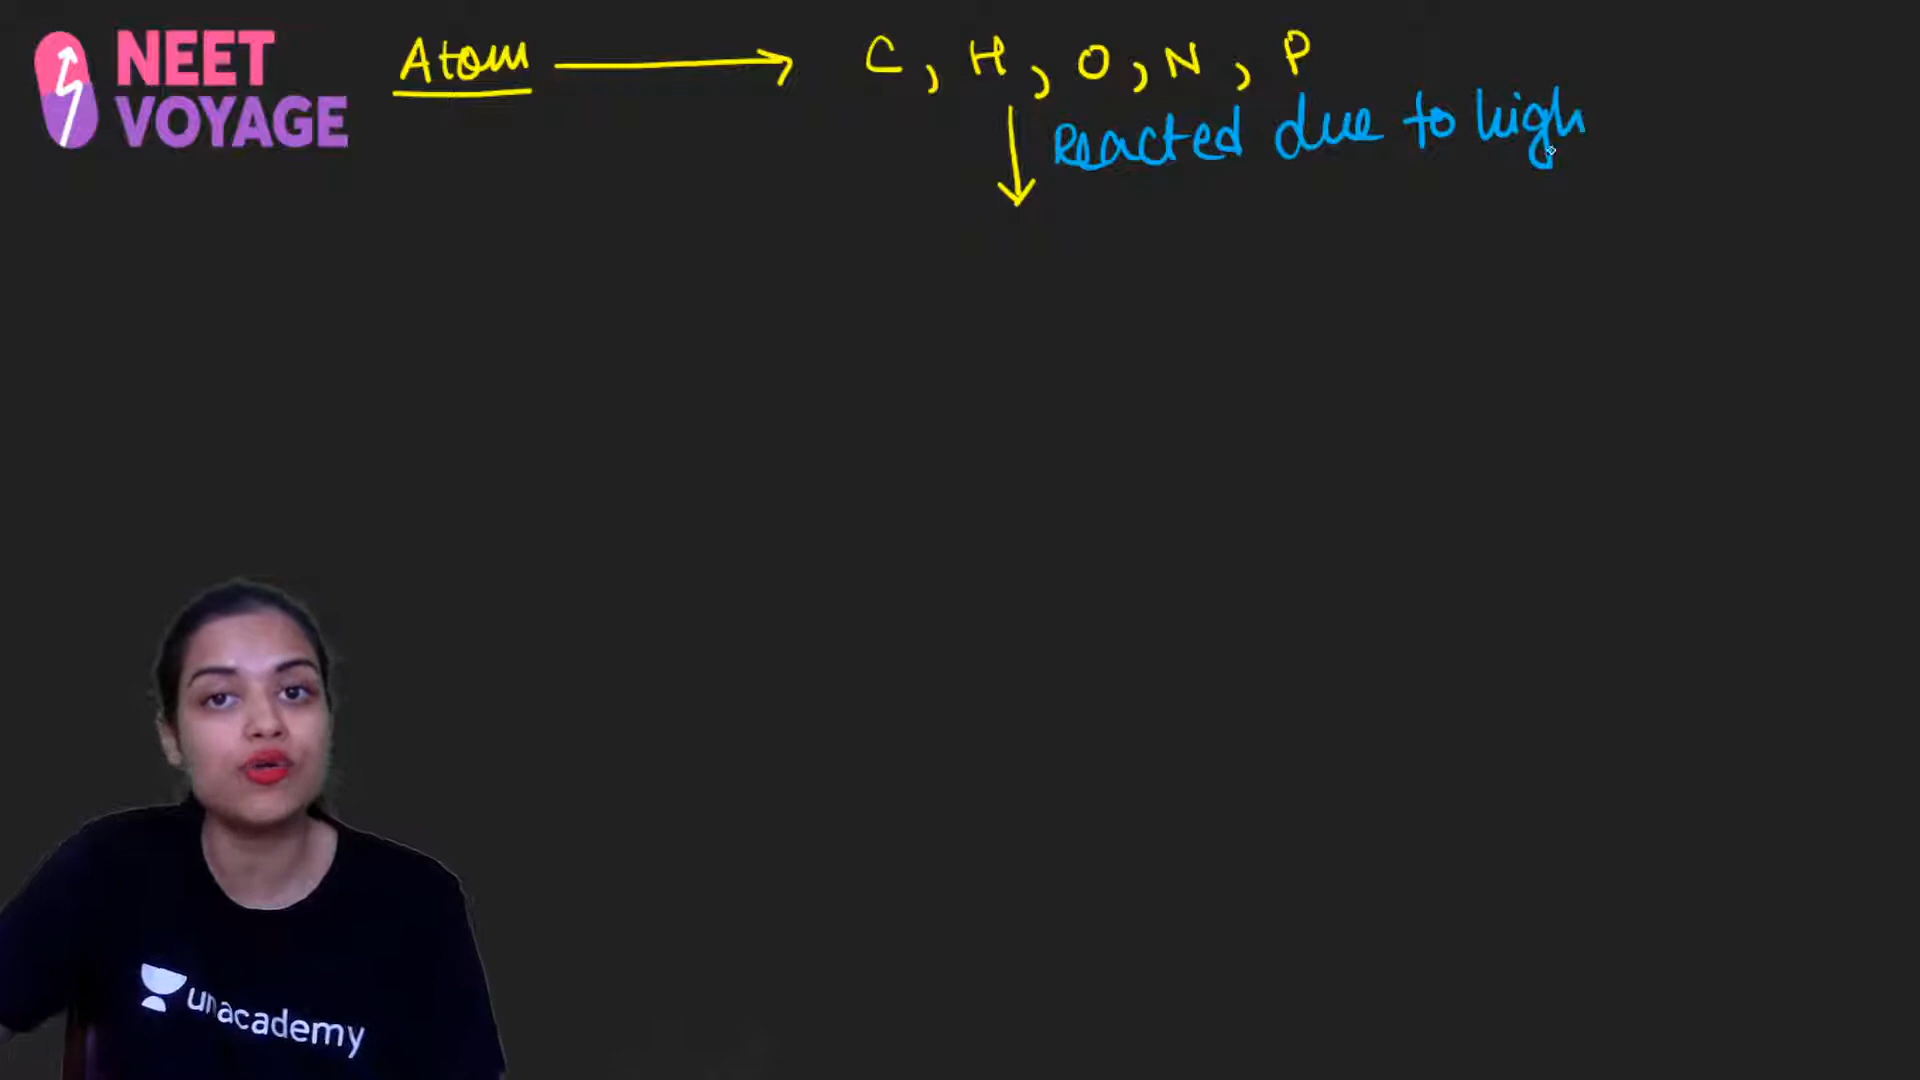 NEET
VOYAGE
Atom → C, H, O, N, P
Reacted due to high
unacademy